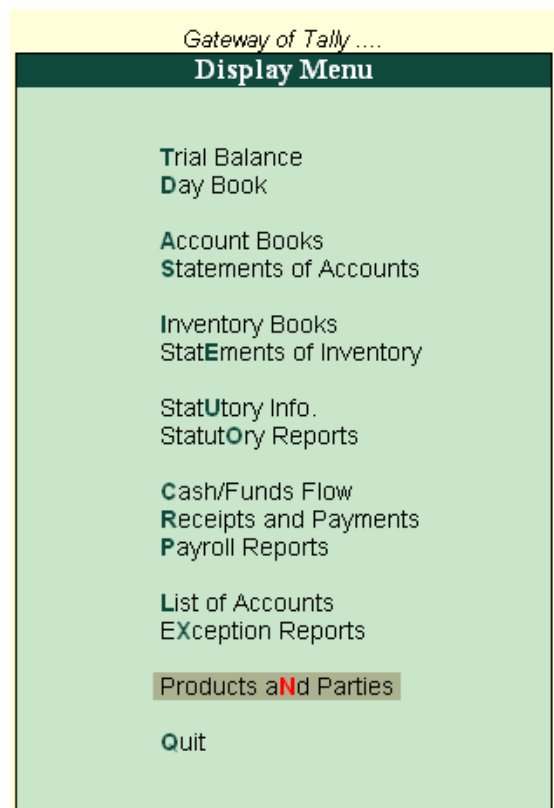 Gateway of Tally ....
Display Menu
Trial Balance
Day Book
Account Books
Statements of Accounts
Inventory Books
StatEments of Inventory
StatUtory Info.
StatutOry Reports
Cash/Funds Flow
Receipts and Payments
Payroll Reports
List of Accounts
EXception Reports
Products aNd Parties
Quit